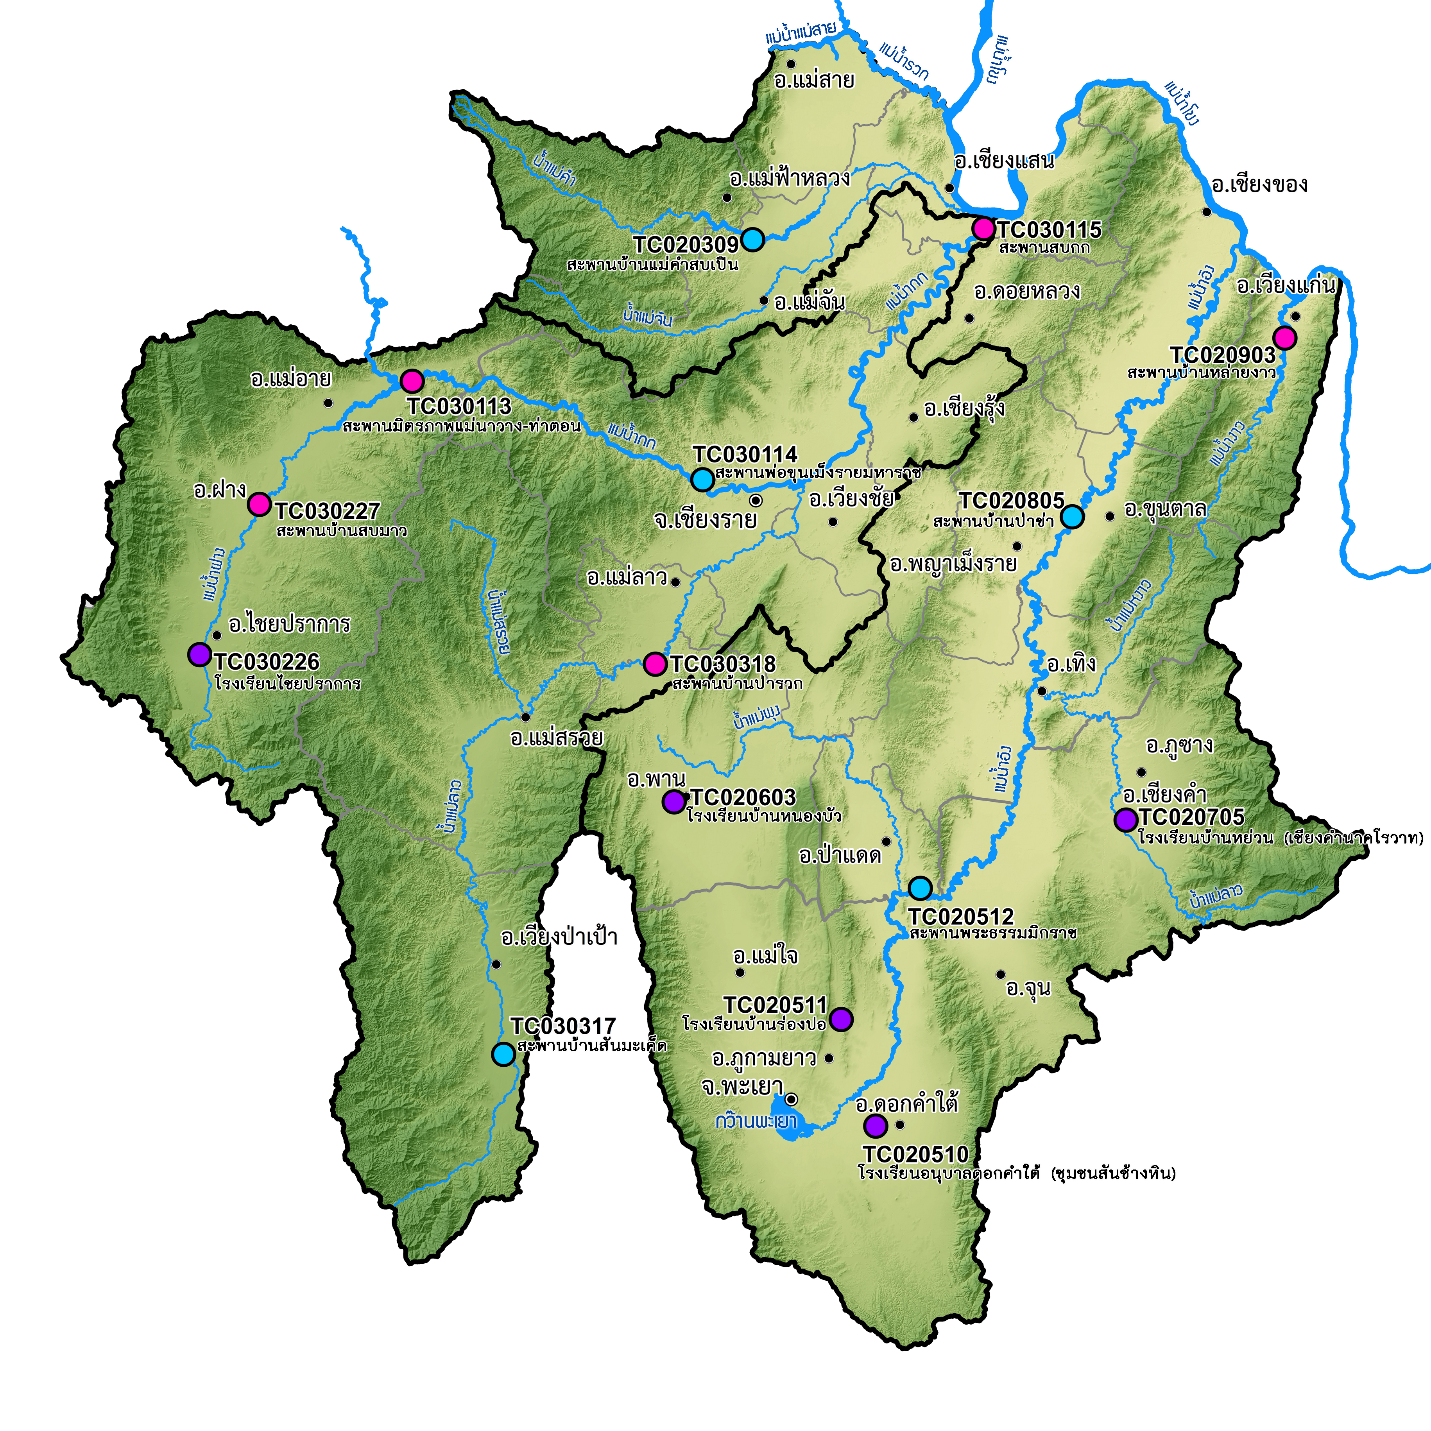 แม่น้ำแม่สาย
แม่น้ำรวก
แม่น้ำโขง
อ.แม่สาย
แม่น้ำโขง
น้ำแม่คำ
อ.แม่ฟ้าหลวง
อ.เชียงแสน
อ.เชียงของ
TC020309
สะพานบ้านแม่คำสบเปิน
TC030115
สะพานสบกก
น้ำแม่จัน
อ.แม่จัน
แม่น้ำกก
อ.ดอยหลวง
แม่น้ำอิง
อ.เวียงแก่น
TC020903
สะพานบ้านหล่ายงาว
อ.แม่อาย
TC030113
สะพานมิตรภาพแม่นาวาง-ท่าตอน
แม่น้ำกก
อ.เชียงรุ้ง
แม่น้ำงาว
TC030114
สะพานพ่อขุนเม็งรายมหาราช
อ.ฝาง
TC030227
สะพานบ้านสบมาว
จ.เชียงราย
อ.เวียงชัย
TC020805
สะพานบ้านป่าข่า
อ.ขุนตาล
อ.พญาเม็งราย
แม่น้ำฝาง
อ.แม่ลาว
น้ำแม่หงาว
อ.ไชยปราการ
น้ำแม่สรวย
TC030226
โรงเรียนไชยปราการ
TC030318
สะพานบ้านป่ารวก
อ.เทิง
น้ำแม่พุง
อ.แม่สรวย
แม่น้ำอิง
อ.ภูซาง
อ.พาน
TC020603
โรงเรียนบ้านหนองบัว
น้ำแม่ลาว
อ.เชียงคำ
TC020705
โรงเรียนบ้านหย่วน (เชียงคำนาคโรวาท)
อ.ป่าแดด
น้ำแม่ลาว
TC020512
สะพานพระธรรมมิกราช
อ.เวียงป่าเป้า
อ.แม่ใจ
อ.จุน
TC020511
โรงเรียนบ้านร่องปอ
TC030317
สะพานบ้านสันมะเค็ด
อ.ภูกามยาว
จ.พะเยา
กว๊านพะเยา
อ.ดอกคำใต้
TC020510
โรงเรียนอนุบาลดอกคำใต้ (ชุมชนสันช้างหิน)